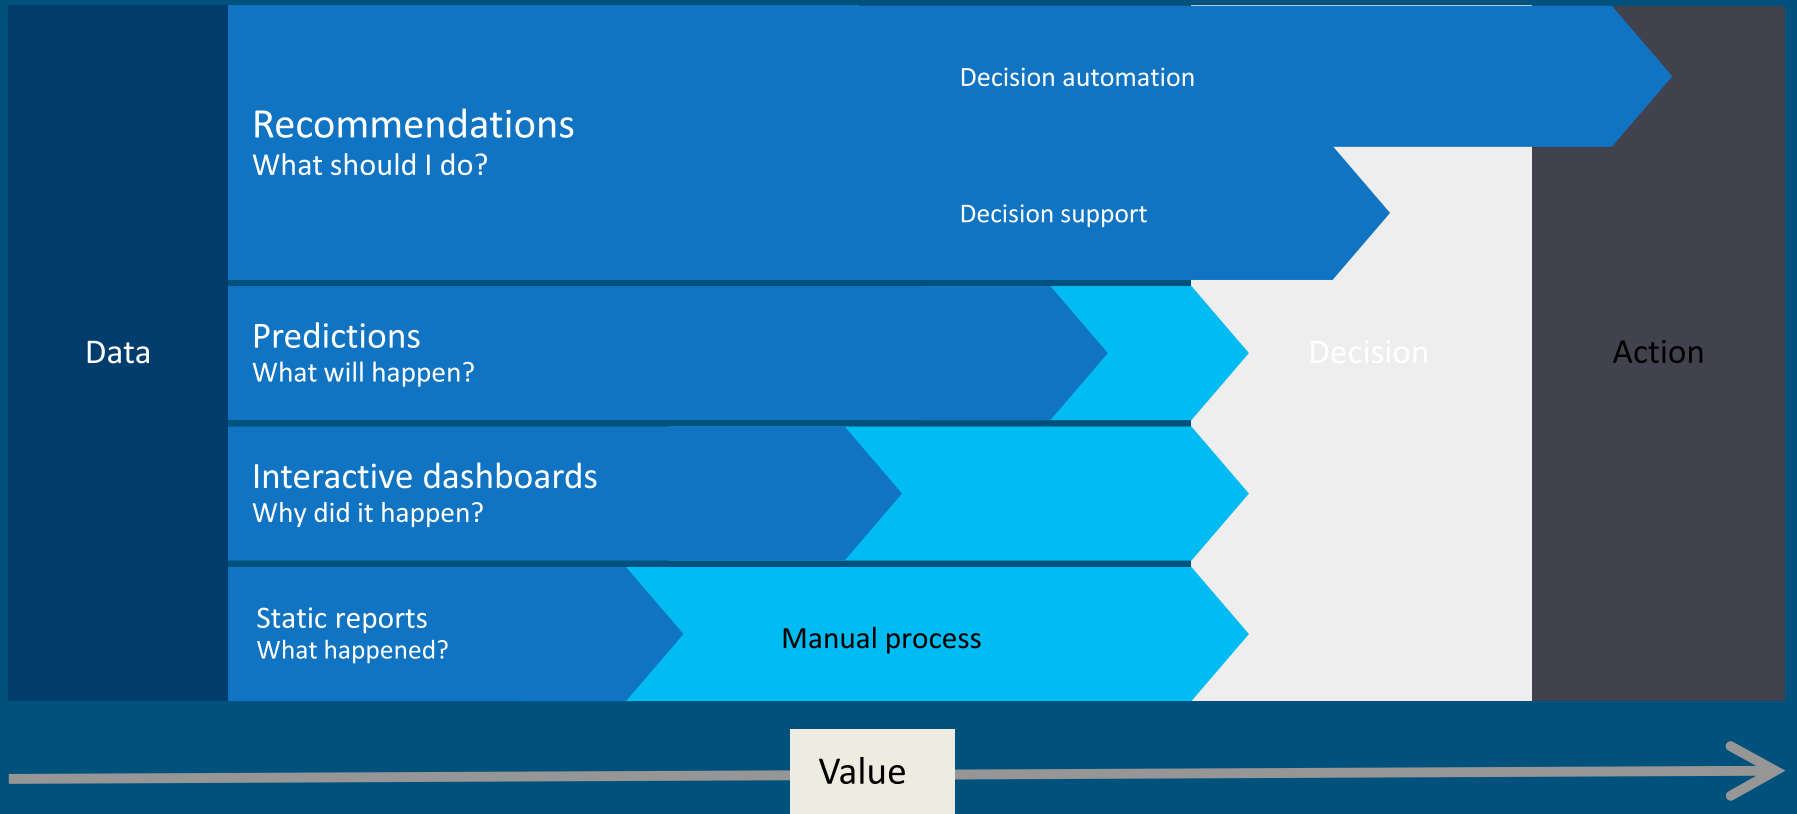 Data
Recommendations
What should I do?
Decision automation
Decision support
Predictions
What will happen?
Interactive dashboards
Why did it happen?
Static reports
What happened?
Manual process
Decision
Action
Value